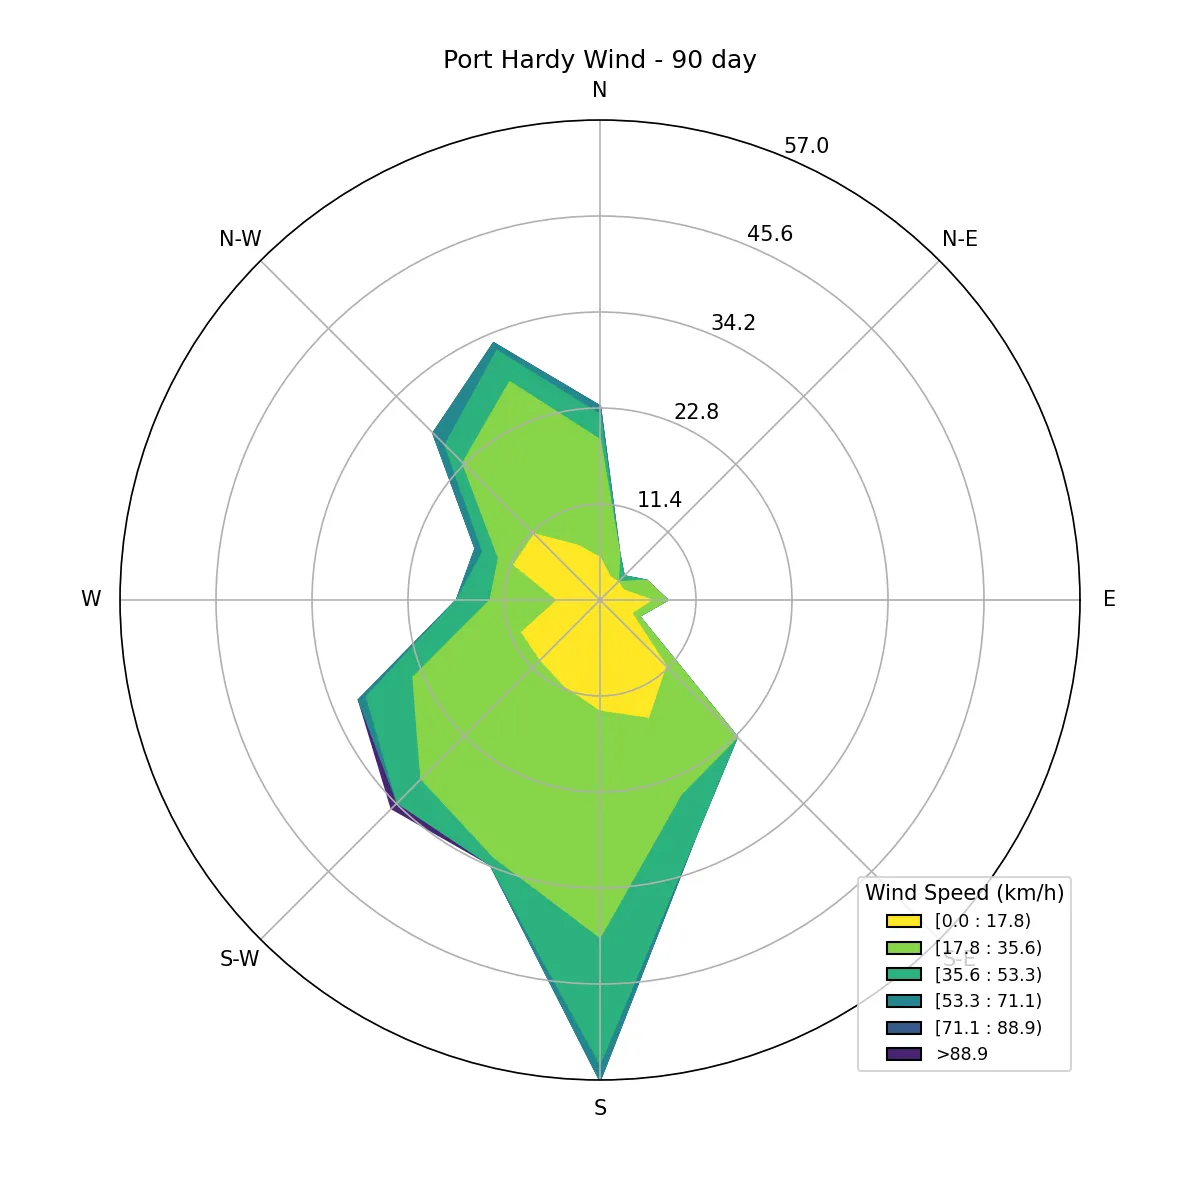 Port Hardy Wind - 90 day
N
57.0
N-W
45.6
N-E
34.2
22.8
11.4
W
E
S-W
S-E
S
Wind Speed (km/h)
[0.0 : 17.8)
[17.8 : 35.6)
[35.6 : 53.3)
[53.3 : 71.1)
[71.1 : 88.9)
>88.9